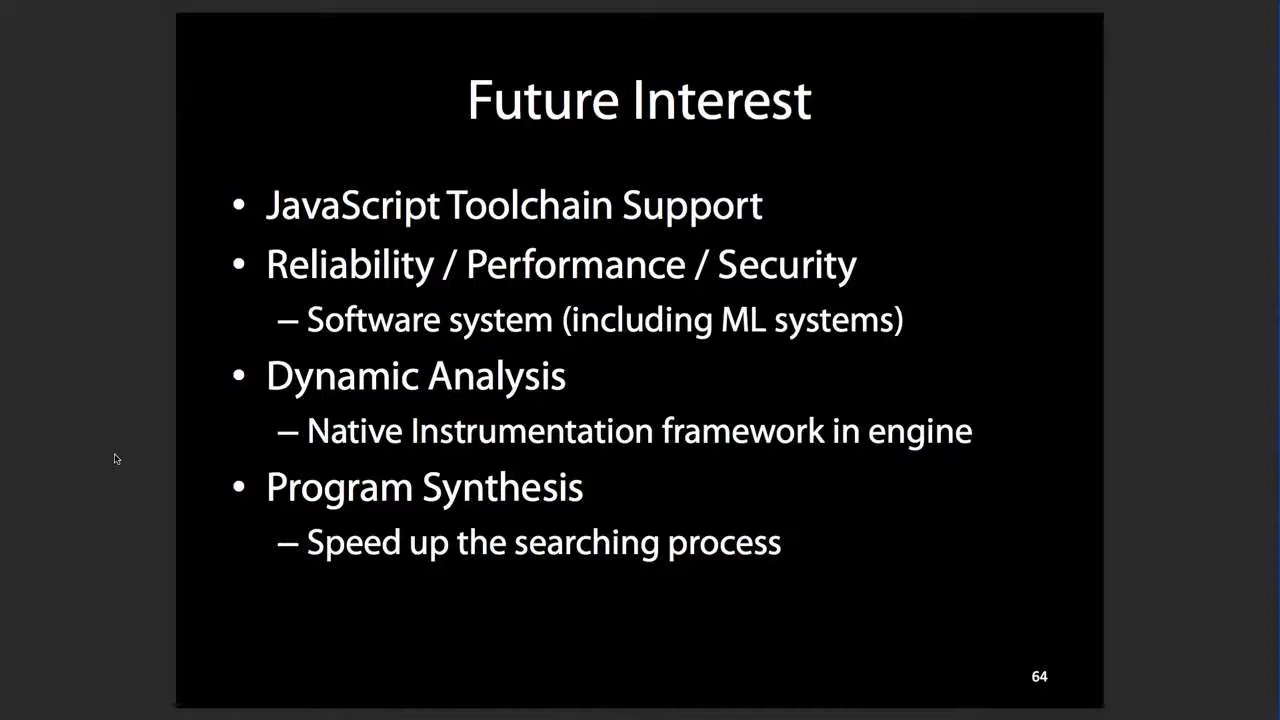 Future Interest
• JavaScript Toolchain Support
• Reliability / Performance / Security
– Software system (including ML systems)
• Dynamic Analysis
– Native Instrumentation framework in engine
• Program Synthesis
– Speed up the searching process
64